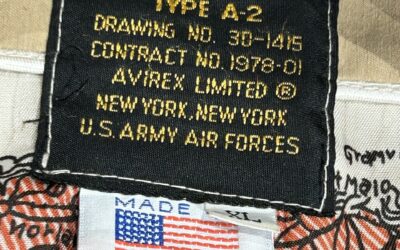 TYPE A-2
DRAWING NO. 30-1415
CONTRACT NO. 1978-01
AVIREX LIMITED ®
NEW YORK, NEW YORK
U.S. ARMY AIR FORCES
MADE
XL